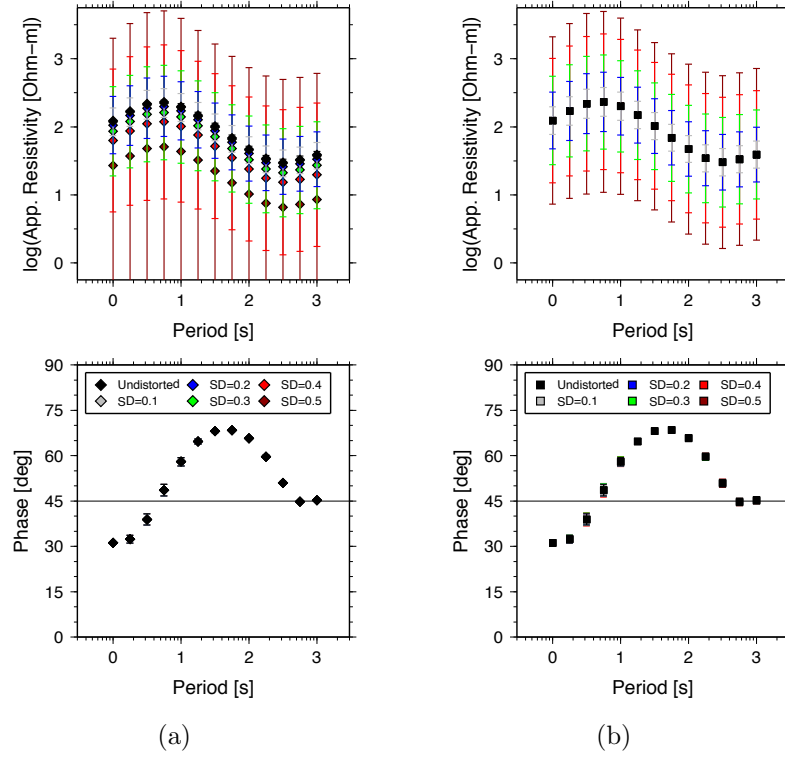 log(App. Resistivity [Ohm−m])
3
2
1
0
0 1 2 3
Period [s]
log(App. Resistivity [Ohm−m])
3
2
1
0
0 1 2 3
Period [s]
Phase [deg]
90
75
60
45
30
15
0
Undistorted SD=0.2 SD=0.4
SD=0.1 SD=0.3 SD=0.5
0 1 2 3
Period [s]
(a)
Phase [deg]
90
75
60
45
30
15
0
Undistorted SD=0.2 SD=0.4
SD=0.1 SD=0.3 SD=0.5
0 1 2 3
Period [s]
(b)